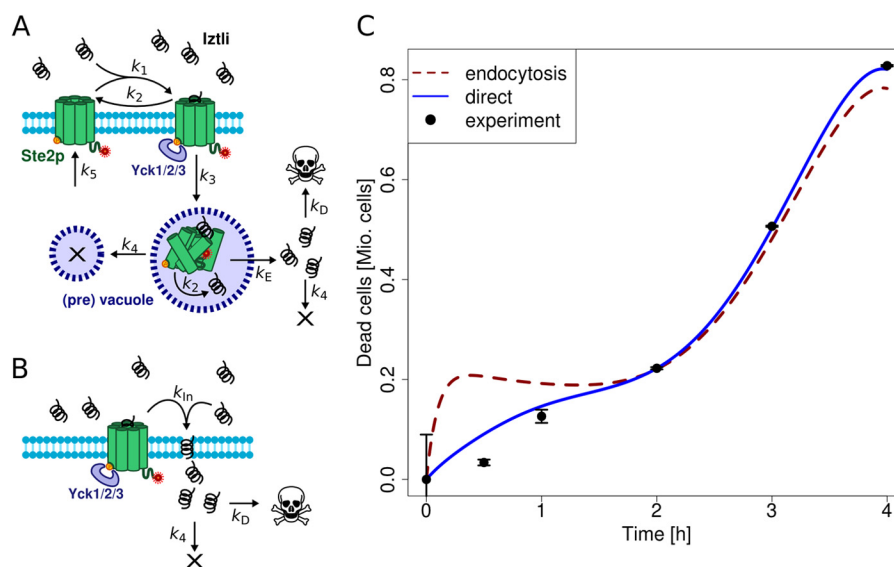 A
Iztli
k1
k2
Ste2p
Yck1/2/3
k5
k3
kD
k4
k2
kE
k4
(pre) vacuole
B
kIn
Yck1/2/3
kD
k4
C
endocytosis
direct
experiment
Dead cells [Mio. cells]
0.8
0.6
0.4
0.2
0.0
0 1 2 3 4
Time [h]